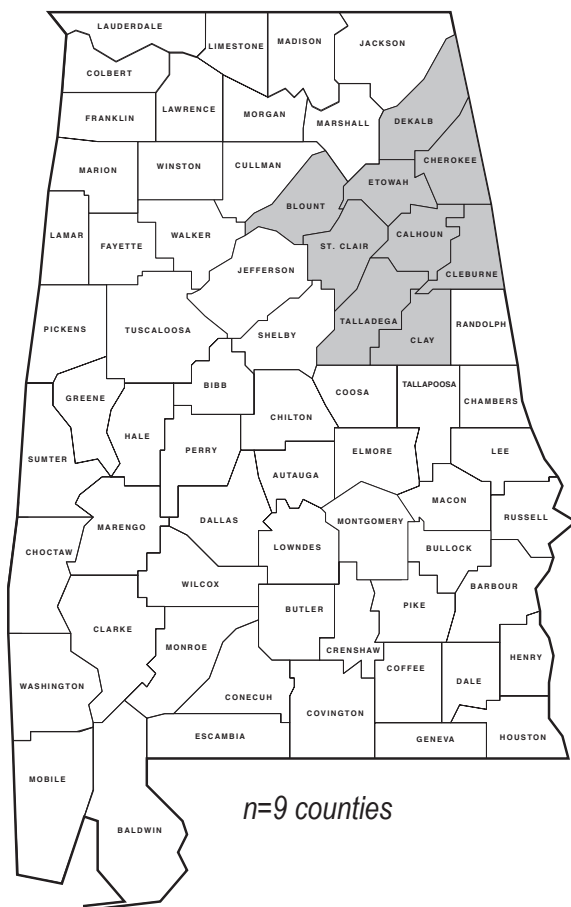 LAUDERDALE
LIMESTONE
MADISON
JACKSON
COLBERT
LAWRENCE
FRANKLIN
MORGAN
MARSHALL
DEKALB
CHEROKEE
MARION
WINSTON
CULLMAN
ETOWAH
BLOUNT
LAMAR
FAYETTE
WALKER
ST. CLAIR
CALHOUN
JEFFERSON
CLEBURNE
PICKENS
TUSCALOOSA
SHELBY
TALLADEGA
CLAY
RANDOLPH
GREENE
BIBB
COOSA
TALLAPOOSA
CHAMBERS
HALE
CHILTON
SUMTER
PERRY
ELMORE
LEE
AUTAUGA
MACON
MARENGO
DALLAS
MONTGOMERY
RUSSELL
CHOCTAW
LOWNDES
BULLOCK
WILCOX
BARBOUR
CLARKE
BUTLER
PIKE
MONROE
CRENSHAW
HENRY
COFFEE
WASHINGTON
CONECUH
DALE
COVINGTON
ESCAMBIA
GENEVA
HOUSTON
MOBILE
n=9 counties
BALDWIN